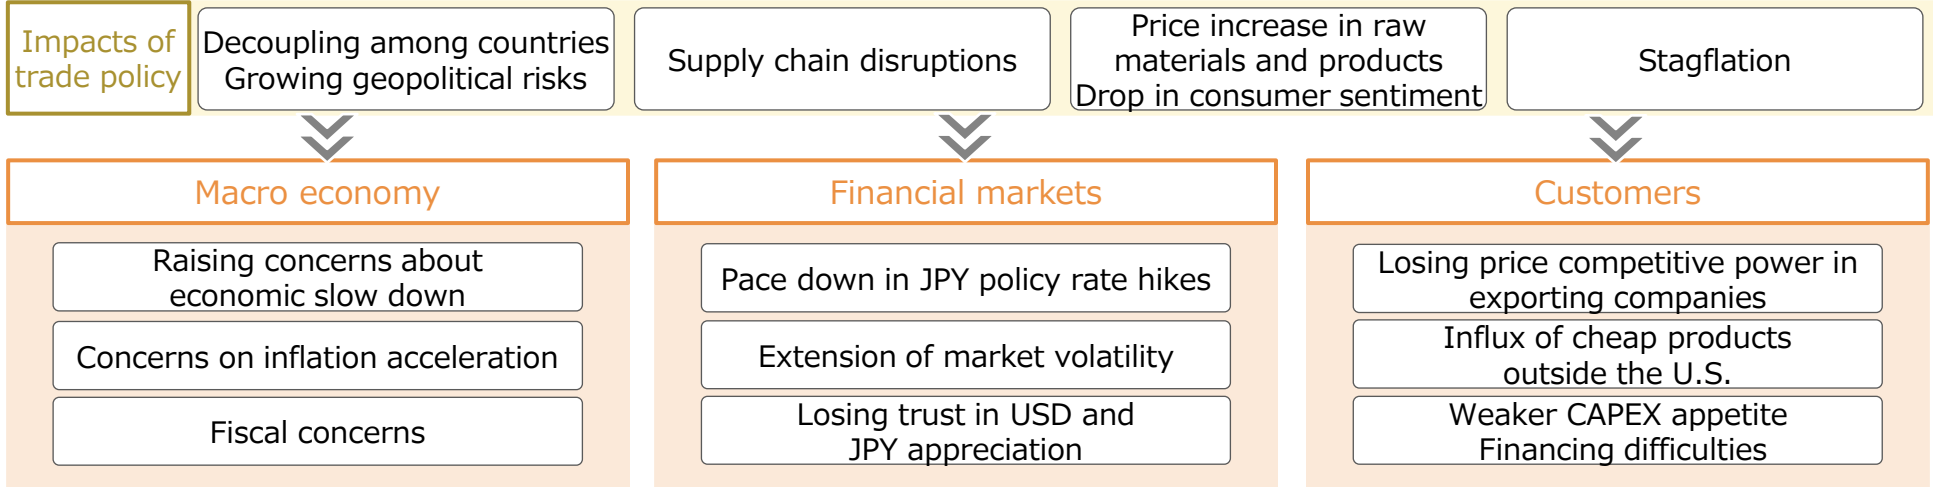 Impacts of
trade policy
Decoupling among countries
Growing geopolitical risks
Supply chain disruptions
Price increase in raw
materials and products
Drop in consumer sentiment
Stagflation
Macro economy
Raising concerns about
economic slow down
Concerns on inflation acceleration
Fiscal concerns
Financial markets
Pace down in JPY policy rate hikes
Extension of market volatility
Losing trust in USD and
JPY appreciation
Customers
Losing price competitive power in
exporting companies
Influx of cheap products
outside the U.S.
Weaker CAPEX appetite
Financing difficulties